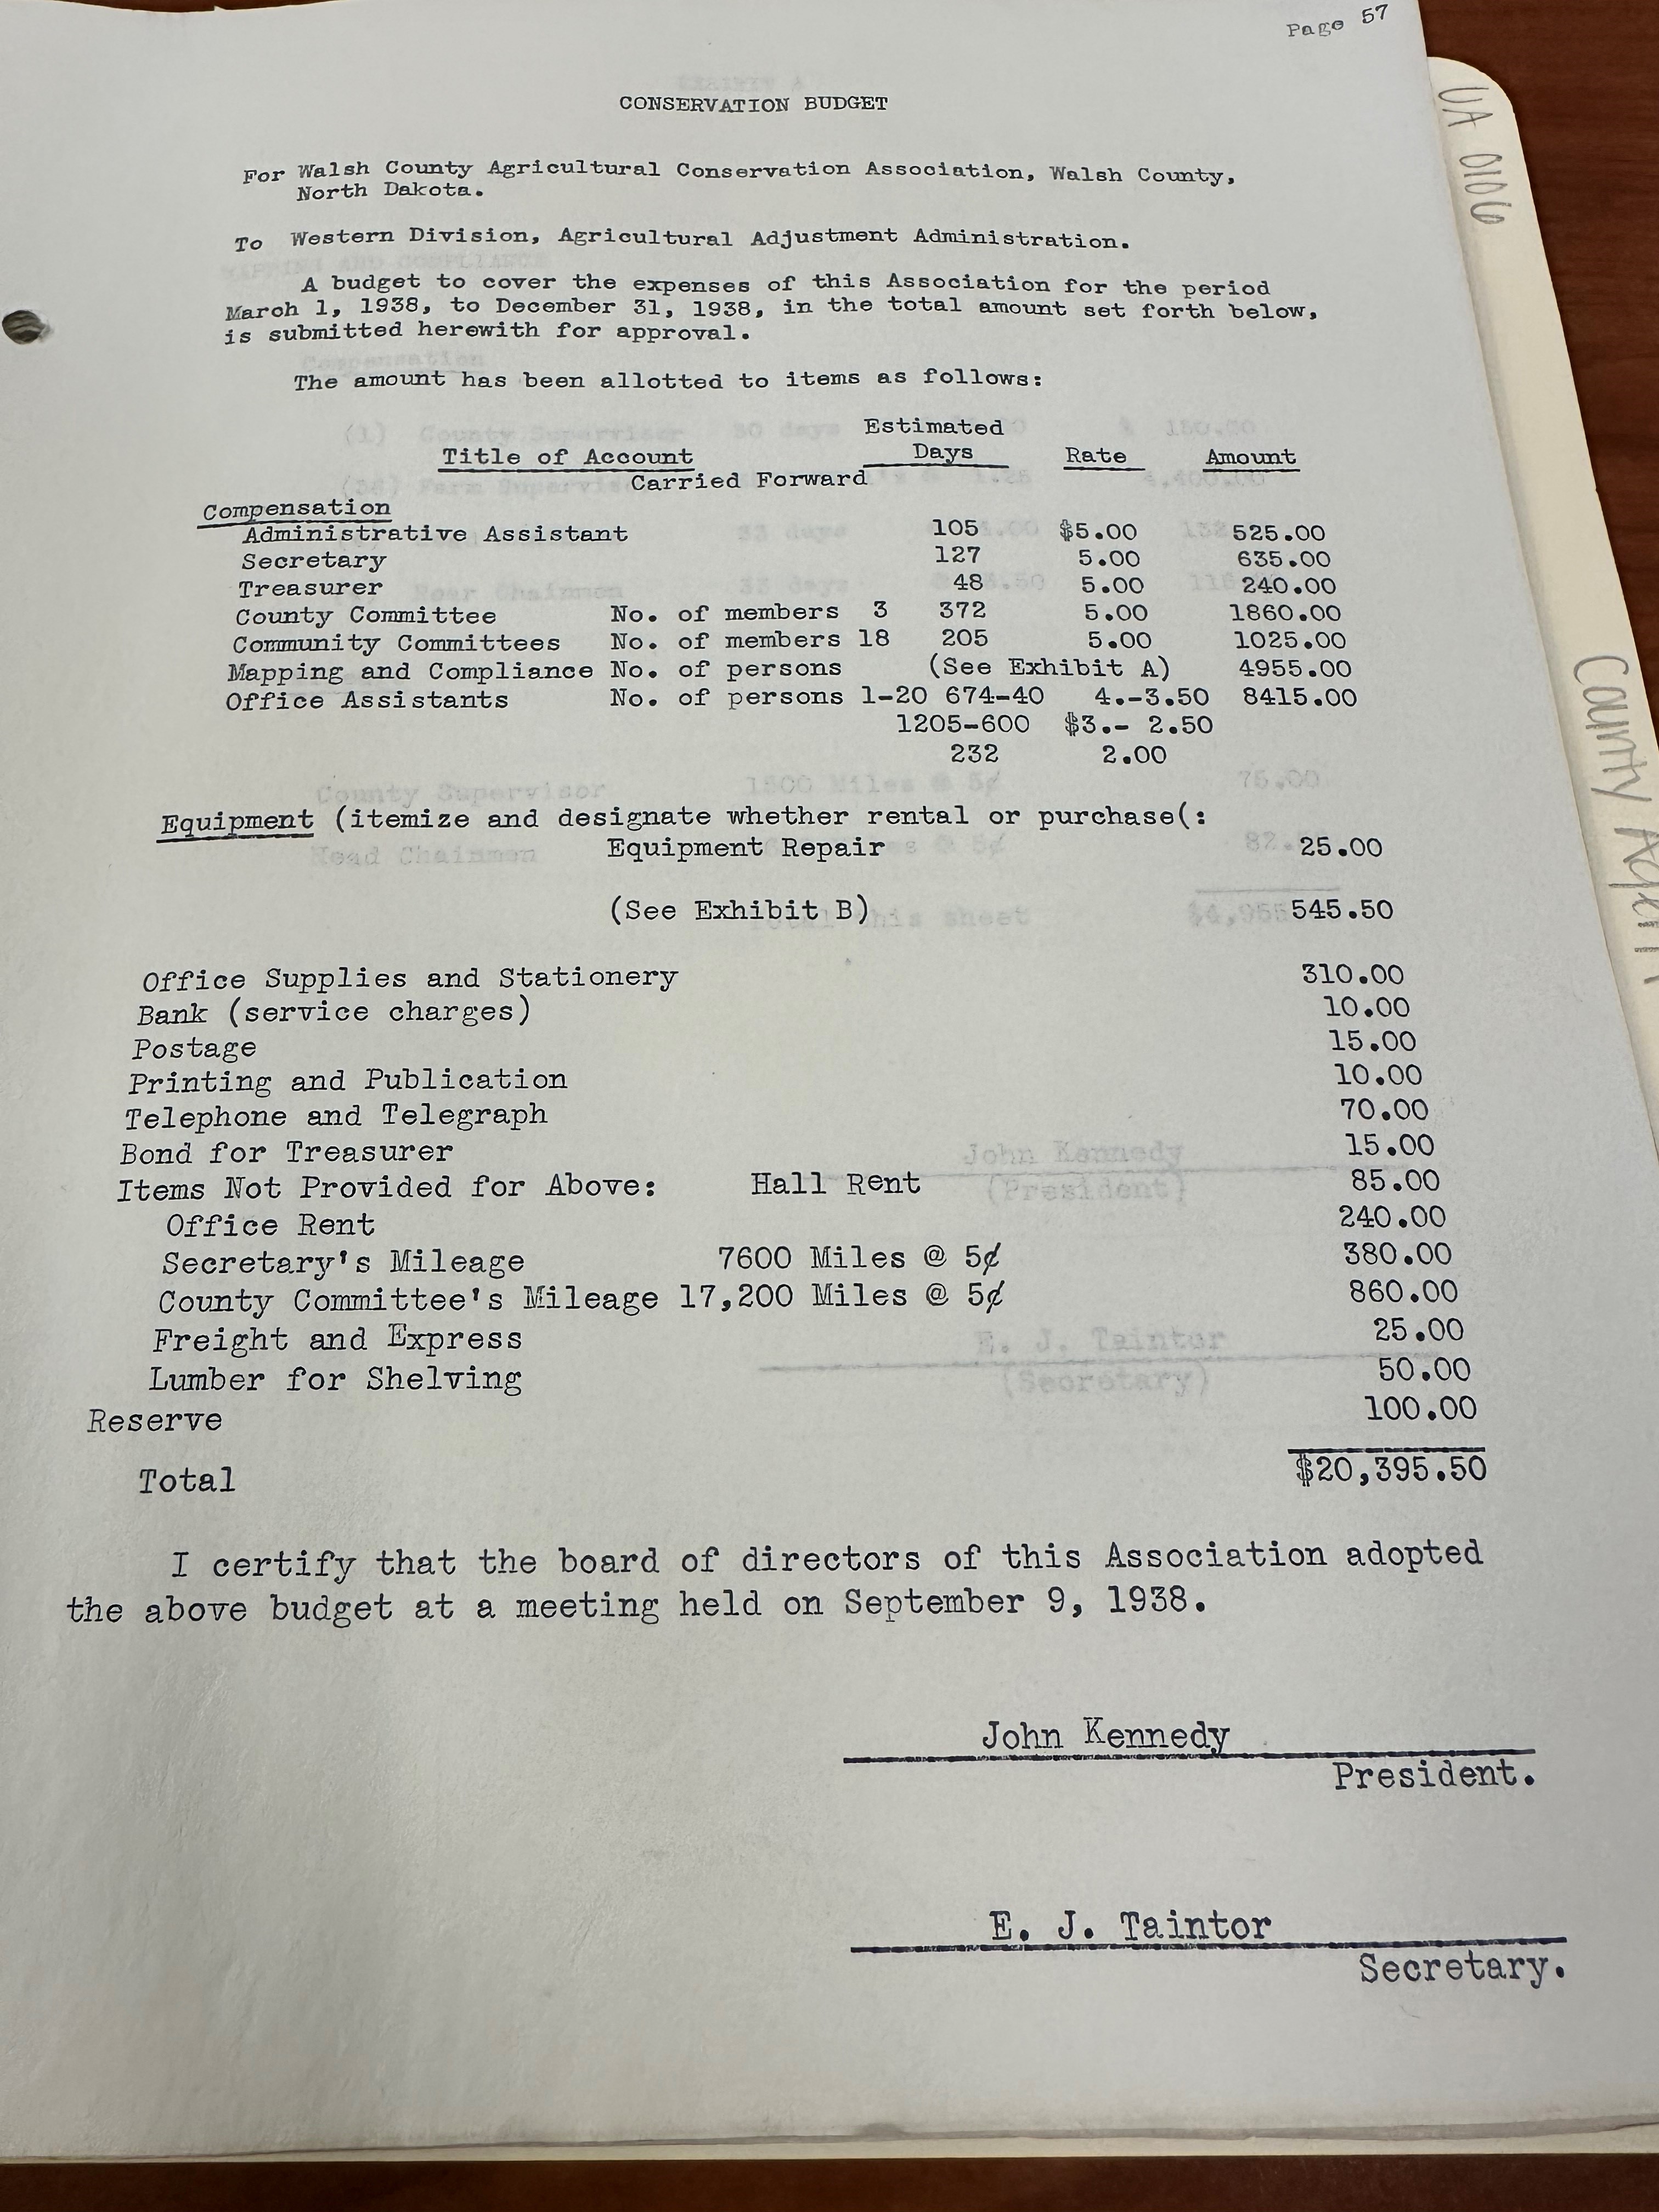 Page 57
CONSERVATION BUDGET
For Walsh County Agricultural Conservation Association, Walsh County,
North Dakota.
To Western Division, Agricultural Adjustment Administration.
A budget to cover the expenses of this Association for the period
March 1, 1938, to December 31, 1938, in the total amount set forth below,
is submitted herewith for approval.
The amount has been allotted to items as follows:
Estimated
Title of Account Days Rate Amount
Carried Forward
Compensation
Administrative Assistant 105 $5.00 525.00
Secretary 127 5.00 635.00
Treasurer 48 5.00 240.00
County Committee No. of members 3 372 5.00 1860.00
Community Committees No. of members 18 205 5.00 1025.00
Mapping and Compliance No. of persons (See Exhibit A) 4955.00
Office Assistants No. of persons 1-20 674-40 4.-3.50 8415.00
1205-600 $3.- 2.50
232 2.00
Equipment (itemize and designate whether rental or purchase(:
Equipment Repair 25.00
(See Exhibit B) 545.50
Office Supplies and Stationery 310.00
Bank (service charges) 10.00
Postage 15.00
Printing and Publication 10.00
Telephone and Telegraph 70.00
Bond for Treasurer 15.00
Items Not Provided for Above: Hall Rent 85.00
Office Rent 240.00
Secretary's Mileage 7600 Miles @ 5¢ 380.00
County Committee's Mileage 17,200 Miles @ 5¢ 860.00
Freight and Express 25.00
Lumber for Shelving 50.00
Reserve 100.00
Total $20,395.50
I certify that the board of directors of this Association adopted
the above budget at a meeting held on September 9, 1938.
John Kennedy
President.
E. J. Taintor
Secretary.
UA 0106
County Agent